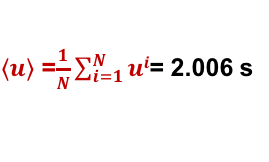 ⟨u⟩ = 1/N ∑_{i=1}^{N} u^i = 2.006 s